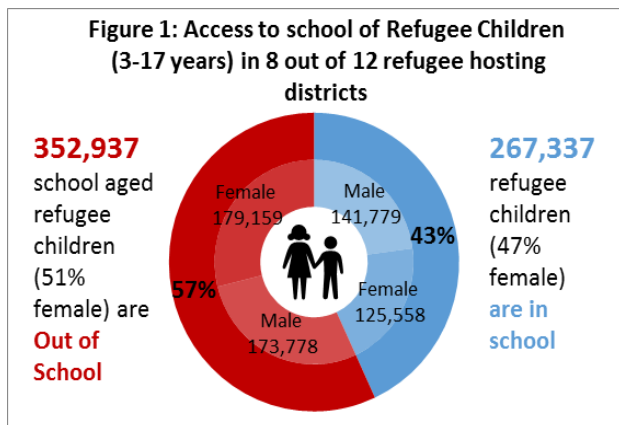 Figure 1: Access to school of Refugee Children
(3-17 years) in 8 out of 12 refugee hosting
districts
352,937
school aged
refugee
children
(51%
female) are
Out of
School
Female
179,159
Male
141,779
57%
43%
Male
173,778
Female
125,558
267,337
refugee
children
(47%
female)
are in
school